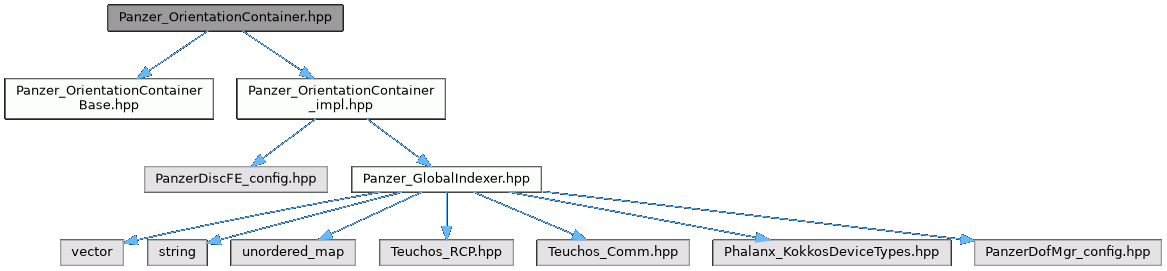 Panzer_OrientationContainer.hpp
Panzer_OrientationContainer
Base.hpp
Panzer_OrientationContainer
_impl.hpp
PanzerDiscFE_config.hpp
Panzer_GlobalIndexer.hpp
vector
string
unordered_map
Teuchos_RCP.hpp
Teuchos_Comm.hpp
Phalanx_KokkosDeviceTypes.hpp
PanzerDofMgr_config.hpp